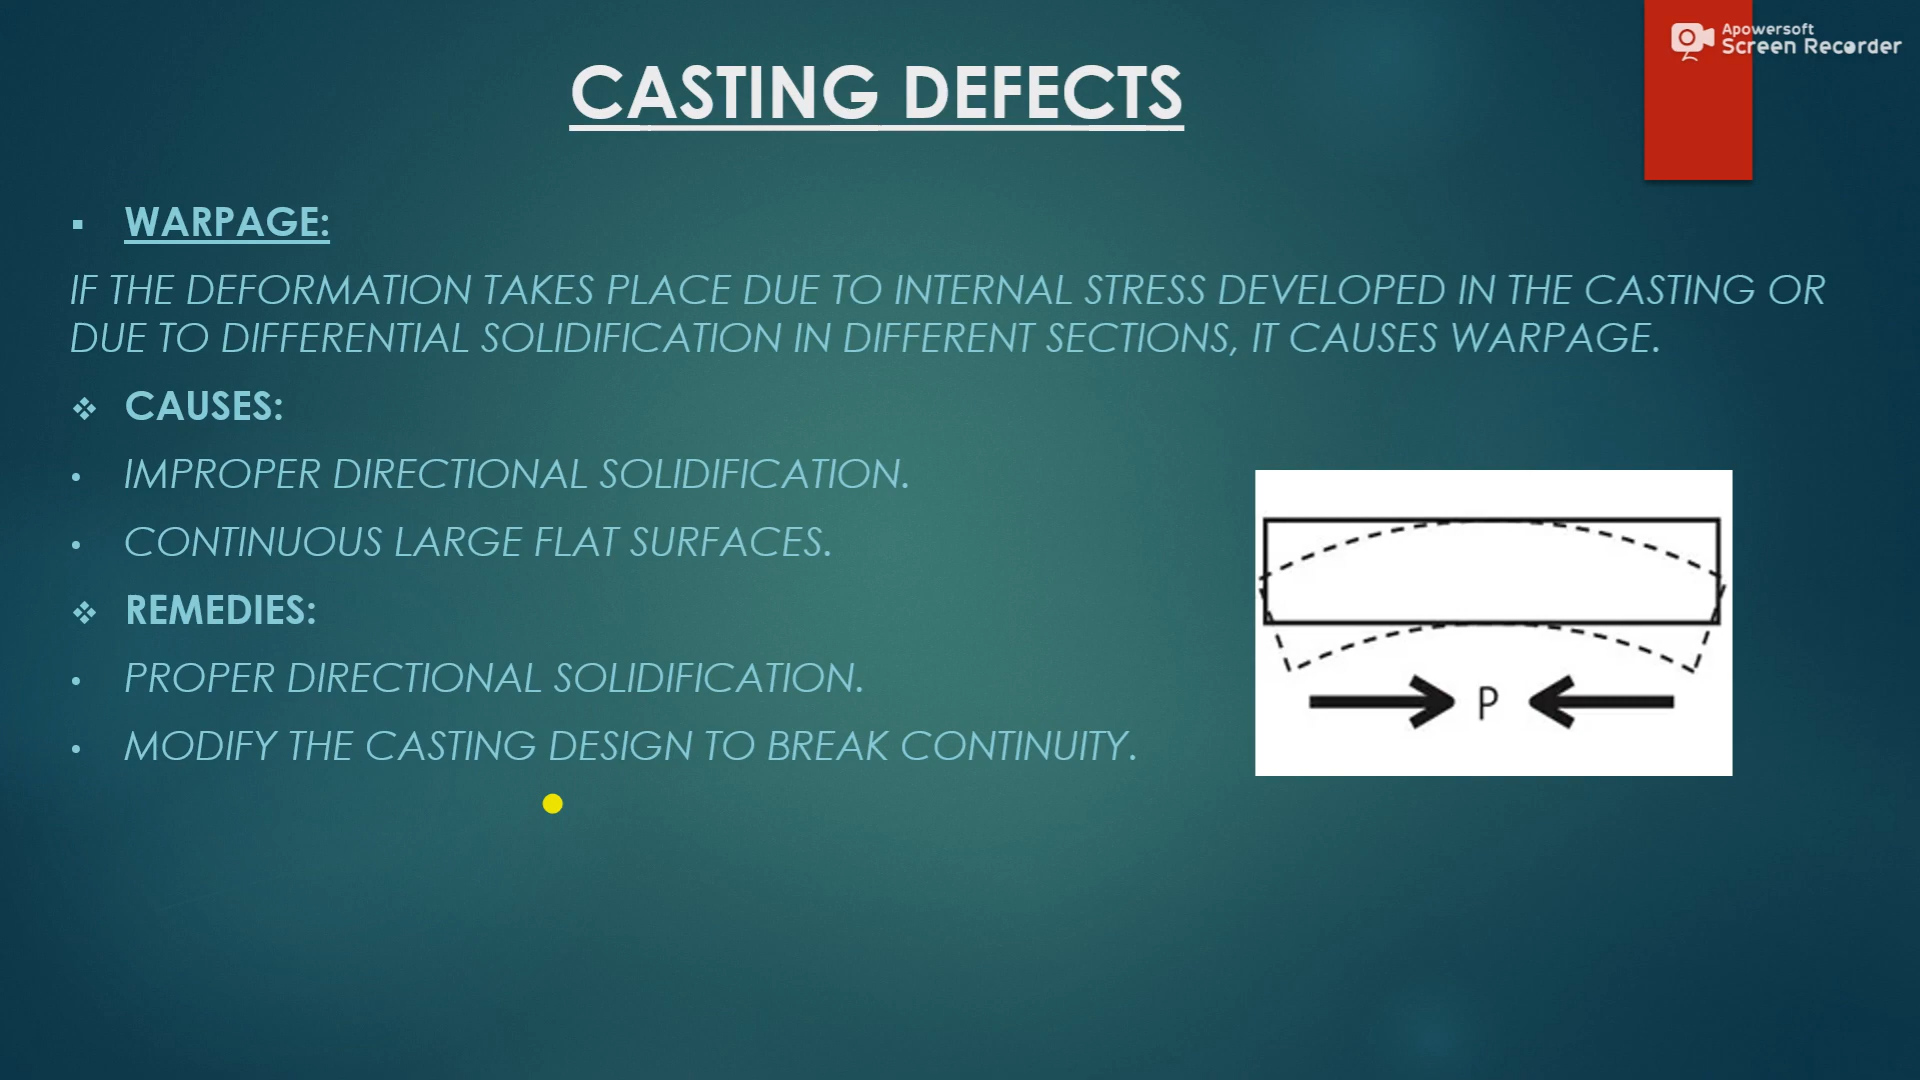 Apowersoft
Screen Recorder
CASTING DEFECTS
▪ WARPAGE:
IF THE DEFORMATION TAKES PLACE DUE TO INTERNAL STRESS DEVELOPED IN THE CASTING OR
DUE TO DIFFERENTIAL SOLIDIFICATION IN DIFFERENT SECTIONS, IT CAUSES WARPAGE.
❖ CAUSES:
• IMPROPER DIRECTIONAL SOLIDIFICATION.
• CONTINUOUS LARGE FLAT SURFACES.
❖ REMEDIES:
• PROPER DIRECTIONAL SOLIDIFICATION.
• MODIFY THE CASTING DESIGN TO BREAK CONTINUITY.
P